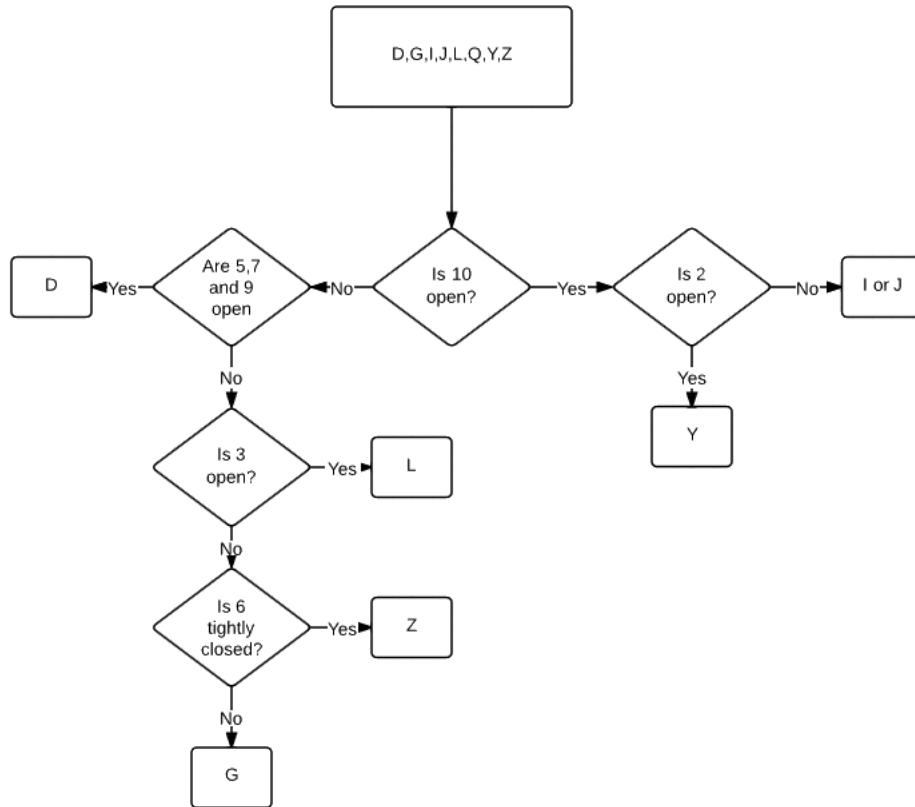 D,G,I,J,L,Q,Y,Z
D
Yes
Are 5,7
and 9
open
No
Is 10
open?
Yes
Is 2
open?
No
I or J
No
Yes
Y
Is 3
open?
Yes
L
No
Is 6
tightly
closed?
Yes
Z
No
G